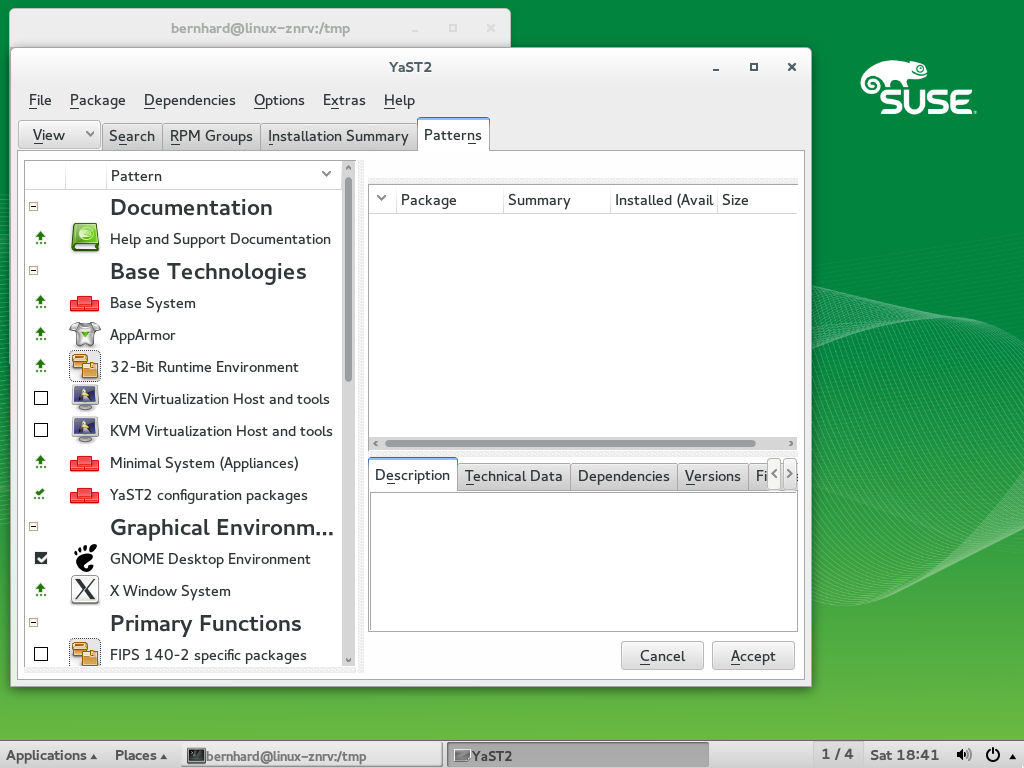 bernhard@linux-znrv:/tmp
YaST2
SUSE
File Package Dependencies Options Extras Help
View Search RPM Groups Installation Summary Patterns
Pattern
Documentation
Help and Support Documentation
Base Technologies
Base System
AppArmor
32-Bit Runtime Environment
XEN Virtualization Host and tools
KVM Virtualization Host and tools
Minimal System (Appliances)
YaST2 configuration packages
Graphical Environm...
GNOME Desktop Environment
X Window System
Primary Functions
FIPS 140-2 specific packages
Package Summary Installed (Avail Size
Description Technical Data Dependencies Versions
Cancel Accept
Applications Places bernhard@linux-znrv:/tmp YaST2 1 / 4 Sat 18:41